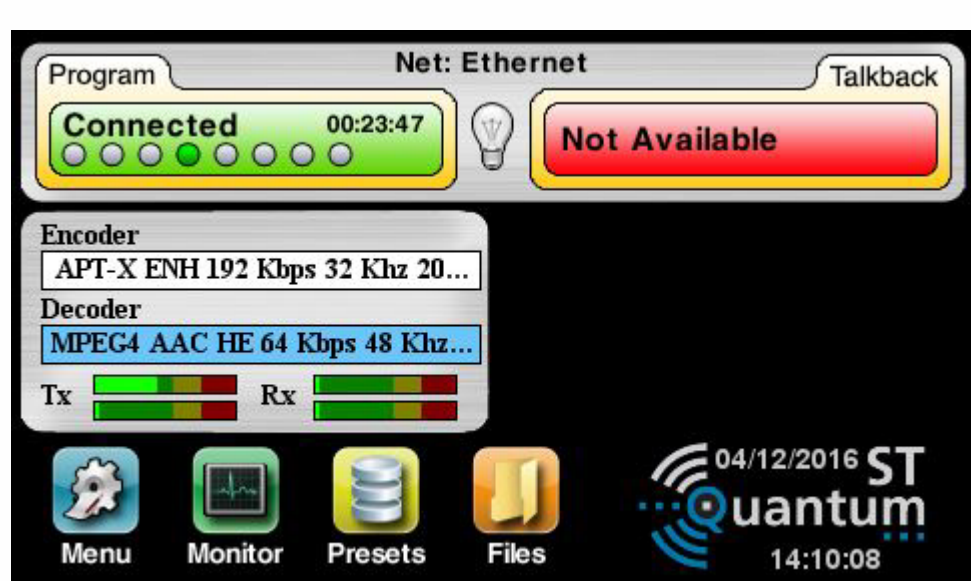 Net: Ethernet
Program
Talkback
Connected 00:23:47
Not Available
Encoder
APT-X ENH 192 Kbps 32 Khz 20...
Decoder
MPEG4 AAC HE 64 Kbps 48 Khz...
Tx Rx
04/12/2016 ST
Quantum
14:10:08
Menu Monitor Presets Files